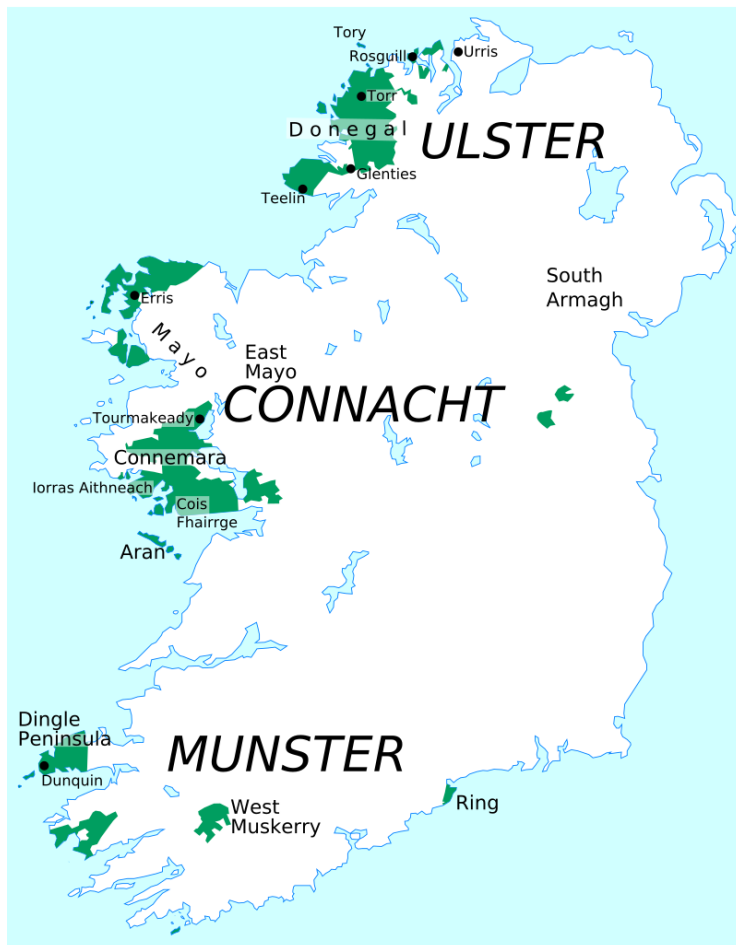 Tory
Rosguill
Urris
Torr
Donegal
ULSTER
Glenties
Teelin
South
Armagh
Erris
Mayo
East
Mayo
CONNACHT
Tourmakeady
Connemara
Iorras Aithneach
Cois
Fhairrge
Aran
Dingle
Peninsula
MUNSTER
Dunquin
West
Muskerry
Ring